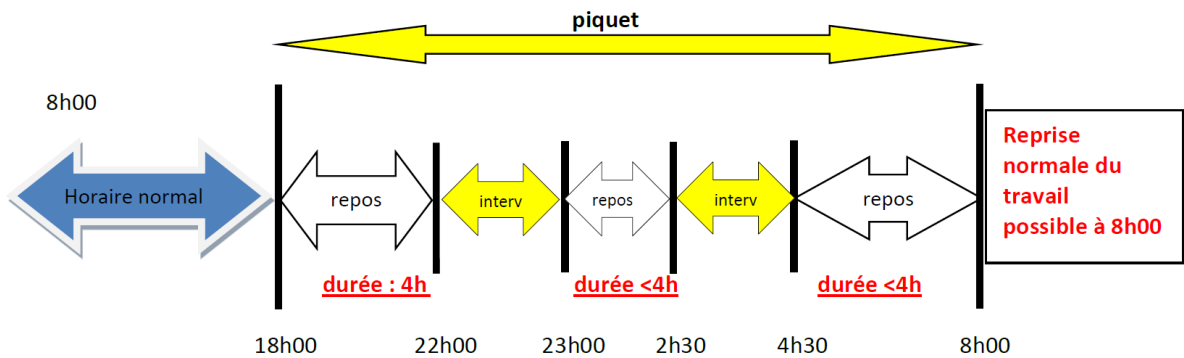 piquet
8h00
Horaire normal
repos
interv
repos
interv
repos
Reprise
normale du
travail
possible à 8h00
durée : 4h
durée <4h
durée <4h
18h00
22h00
23h00
2h30
4h30
8h00